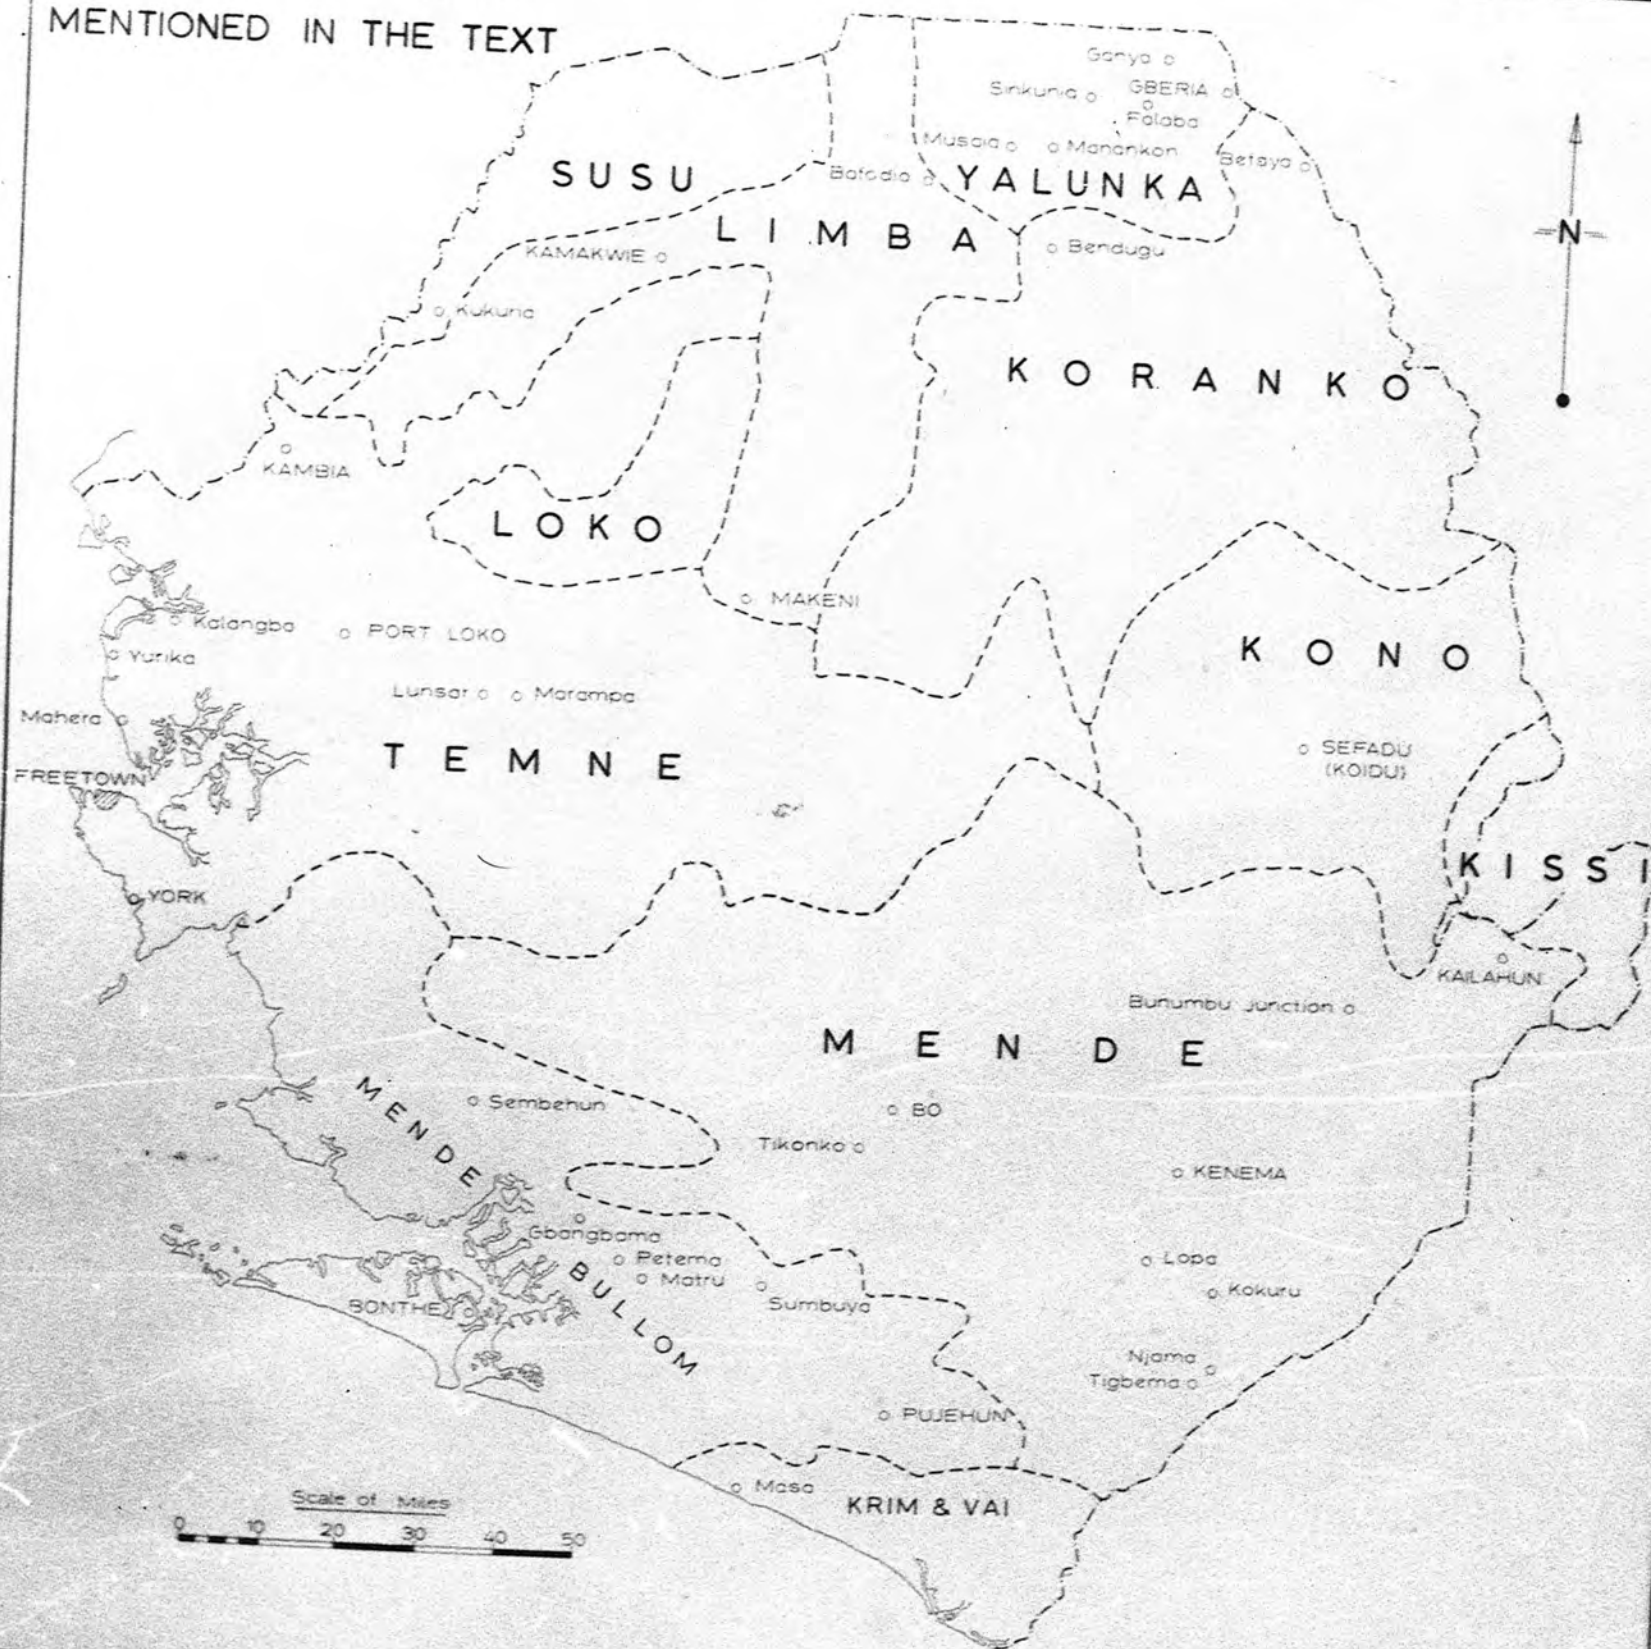 MENTIONED IN THE TEXT
Ganya
Sinkunia
GBERIA
Falaba
Musaia
Manankon
Betaya
Bafodia
SUSU
YALUNKA
LIMBA
KAMAKWIE
Bendugu
N
Kukuna
KORANKO
KAMBIA
LOKO
MAKENI
Kalangba
PORT LOKO
Yurika
KONO
Lunsar
Marampa
Mahera
TEMNE
SEFADU
(KOIDU)
FREETOWN
KISSI
YORK
KAILAHUN
Bunumbu Junction
MENDE
MENDE
Sembehun
BO
Tikonko
KENEMA
Gbangbama
Petema
Matru
Lopa
BULLOM
Sumbuya
Kokuru
BONTHE
Njama
Tigbema
PUJEHUN
Masa
KRIM & VAI
Scale of Miles
0 10 20 30 40 50